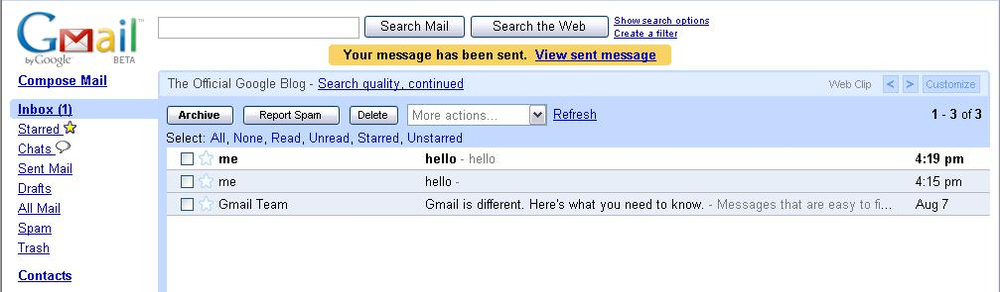 Gmail™
by Google BETA
Search Mail Search the Web Show search options
Create a filter
Your message has been sent. View sent message
Compose Mail
Inbox (1)
Starred
Chats
Sent Mail
Drafts
All Mail
Spam
Trash
Contacts
The Official Google Blog - Search quality, continued Web Clip < > Customize
Archive Report Spam Delete More actions... Refresh 1 - 3 of 3
Select: All, None, Read, Unread, Starred, Unstarred
me hello - hello 4:19 pm
me hello - 4:15 pm
Gmail Team Gmail is different. Here's what you need to know. - Messages that are easy to fi... Aug 7